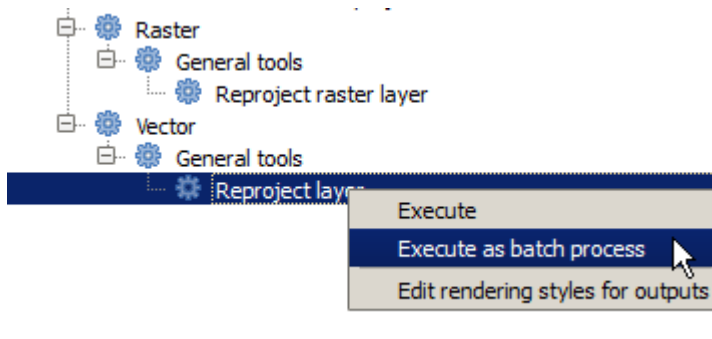 Raster
General tools
Reproject raster layer
Vector
General tools
Reproject layer
Execute
Execute as batch process
Edit rendering styles for outputs